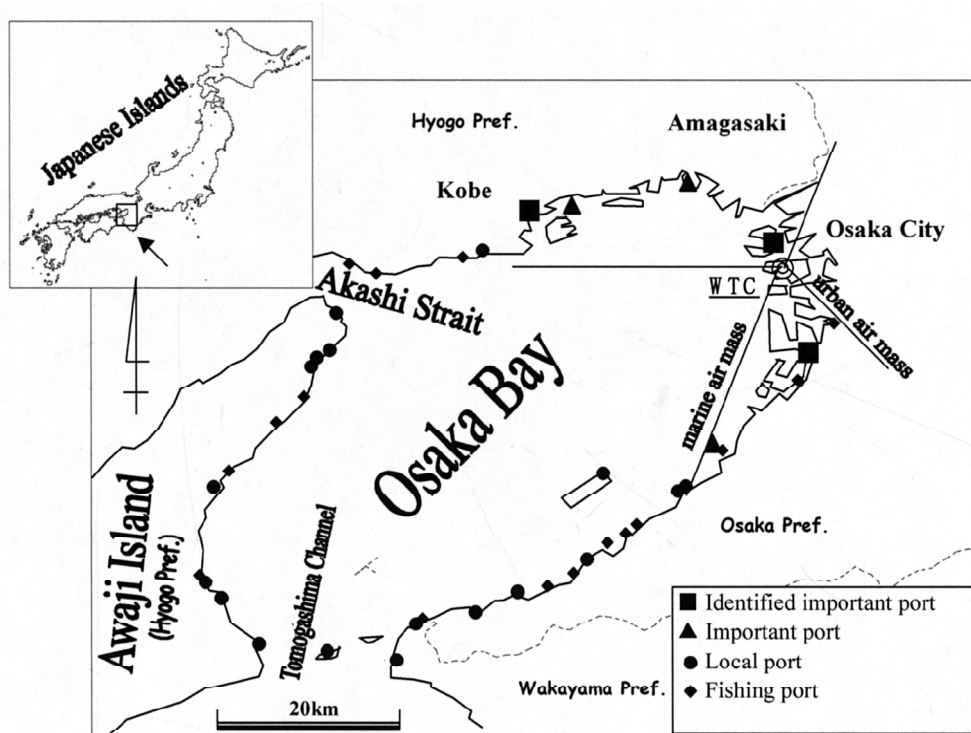 Japanese Islands
Hyogo Pref.
Amagasaki
Kobe
Osaka City
Akashi Strait
WTC
urban air mass
marine air mass
Osaka Bay
Awaji Island
(Hyogo Pref.)
Tomogashima Channel
Osaka Pref.
Wakayama Pref.
20km
Identified important port
Important port
Local port
Fishing port